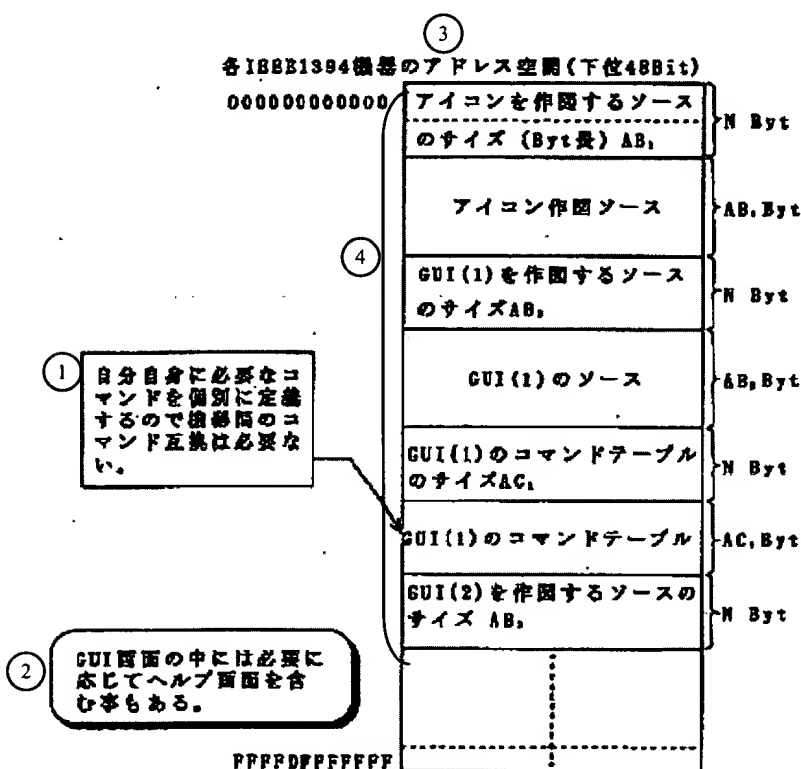 3
各IEEE1394機器のアドレス空間(下位48Bit)
000000000000
アイコンを作図するソース
のサイズ (Byt長) AB₁
N Byt
アイコン作図ソース
AB₁Byt
4
GUI(1)を作図するソース
のサイズAB₂
N Byt
1
自分自身に必要なコ
マンドを個別に定義
するので機器間のコ
マンド互換は必要な
い。
GUI(1)のソース
AB₂Byt
GUI(1)のコマンドテーブル
のサイズAC₁
N Byt
GUI(1)のコマンドテーブル
AC₁Byt
GUI(2)を作図するソースの
サイズ AB₃
N Byt
2
GUI画面の中には必要に
応じてヘルプ画面を含
む事もある。